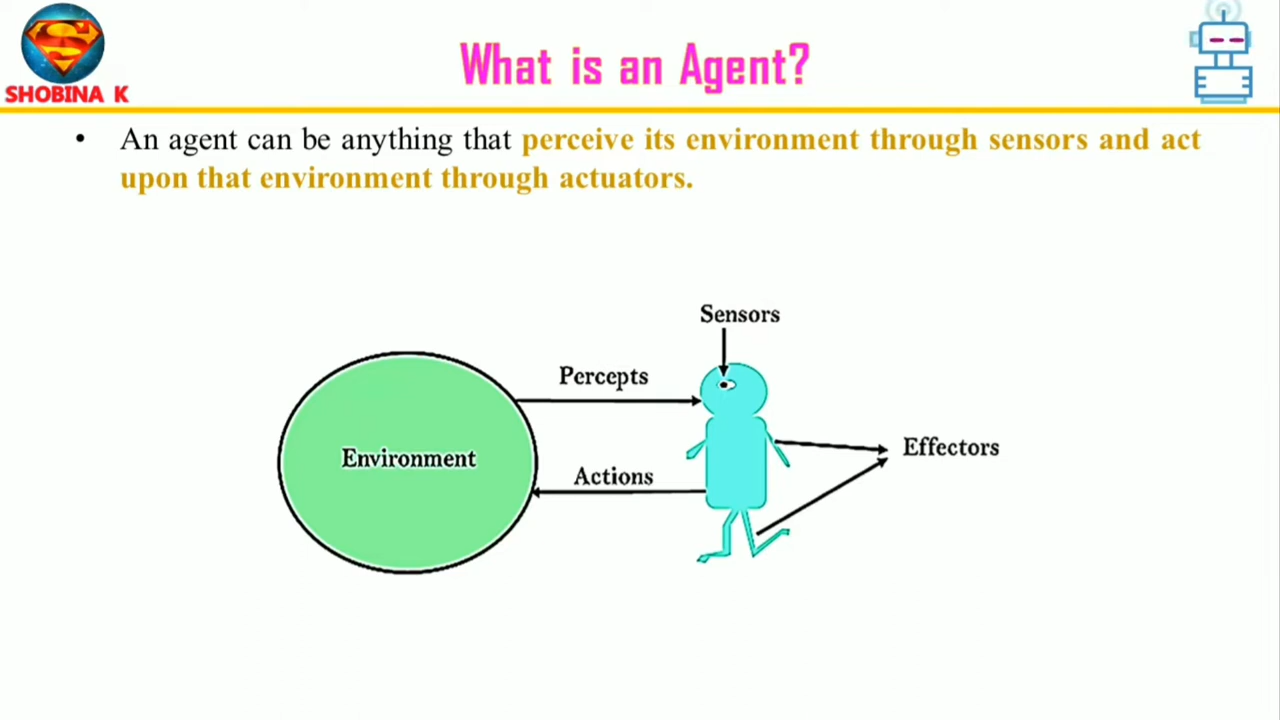 What is an Agent?
SHOBINA K
• An agent can be anything that perceive its environment through sensors and act
upon that environment through actuators.
Sensors
Percepts
Environment
Effectors
Actions